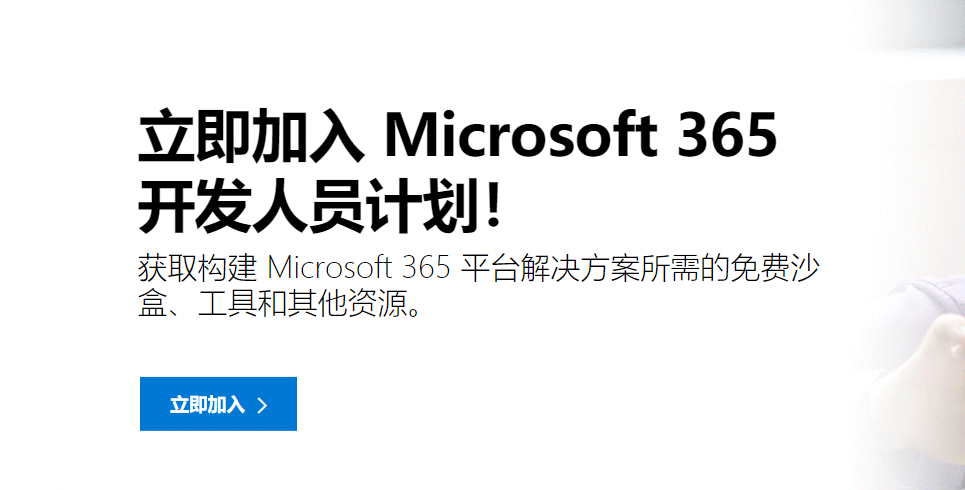 立即加入 Microsoft 365
开发人员计划！
获取构建 Microsoft 365 平台解决方案所需的免费沙
盒、工具和其他资源。
立即加入